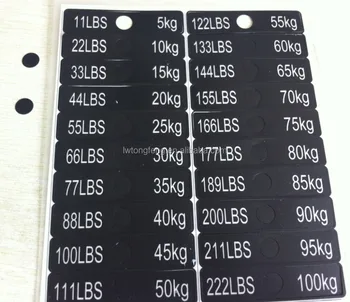 11LBS 5kg
22LBS 10kg
33LBS 15kg
44LBS 20kg
55LBS 25kg
66LBS 30kg
77LBS 35kg
88LBS 40kg
100LBS 45kg
111LBS 50kg
122LBS 55kg
133LBS 60kg
144LBS 65kg
155LBS 70kg
166LBS 75kg
177LBS 80kg
189LBS 85kg
200LBS 90kg
211LBS 95kg
222LBS 100kg